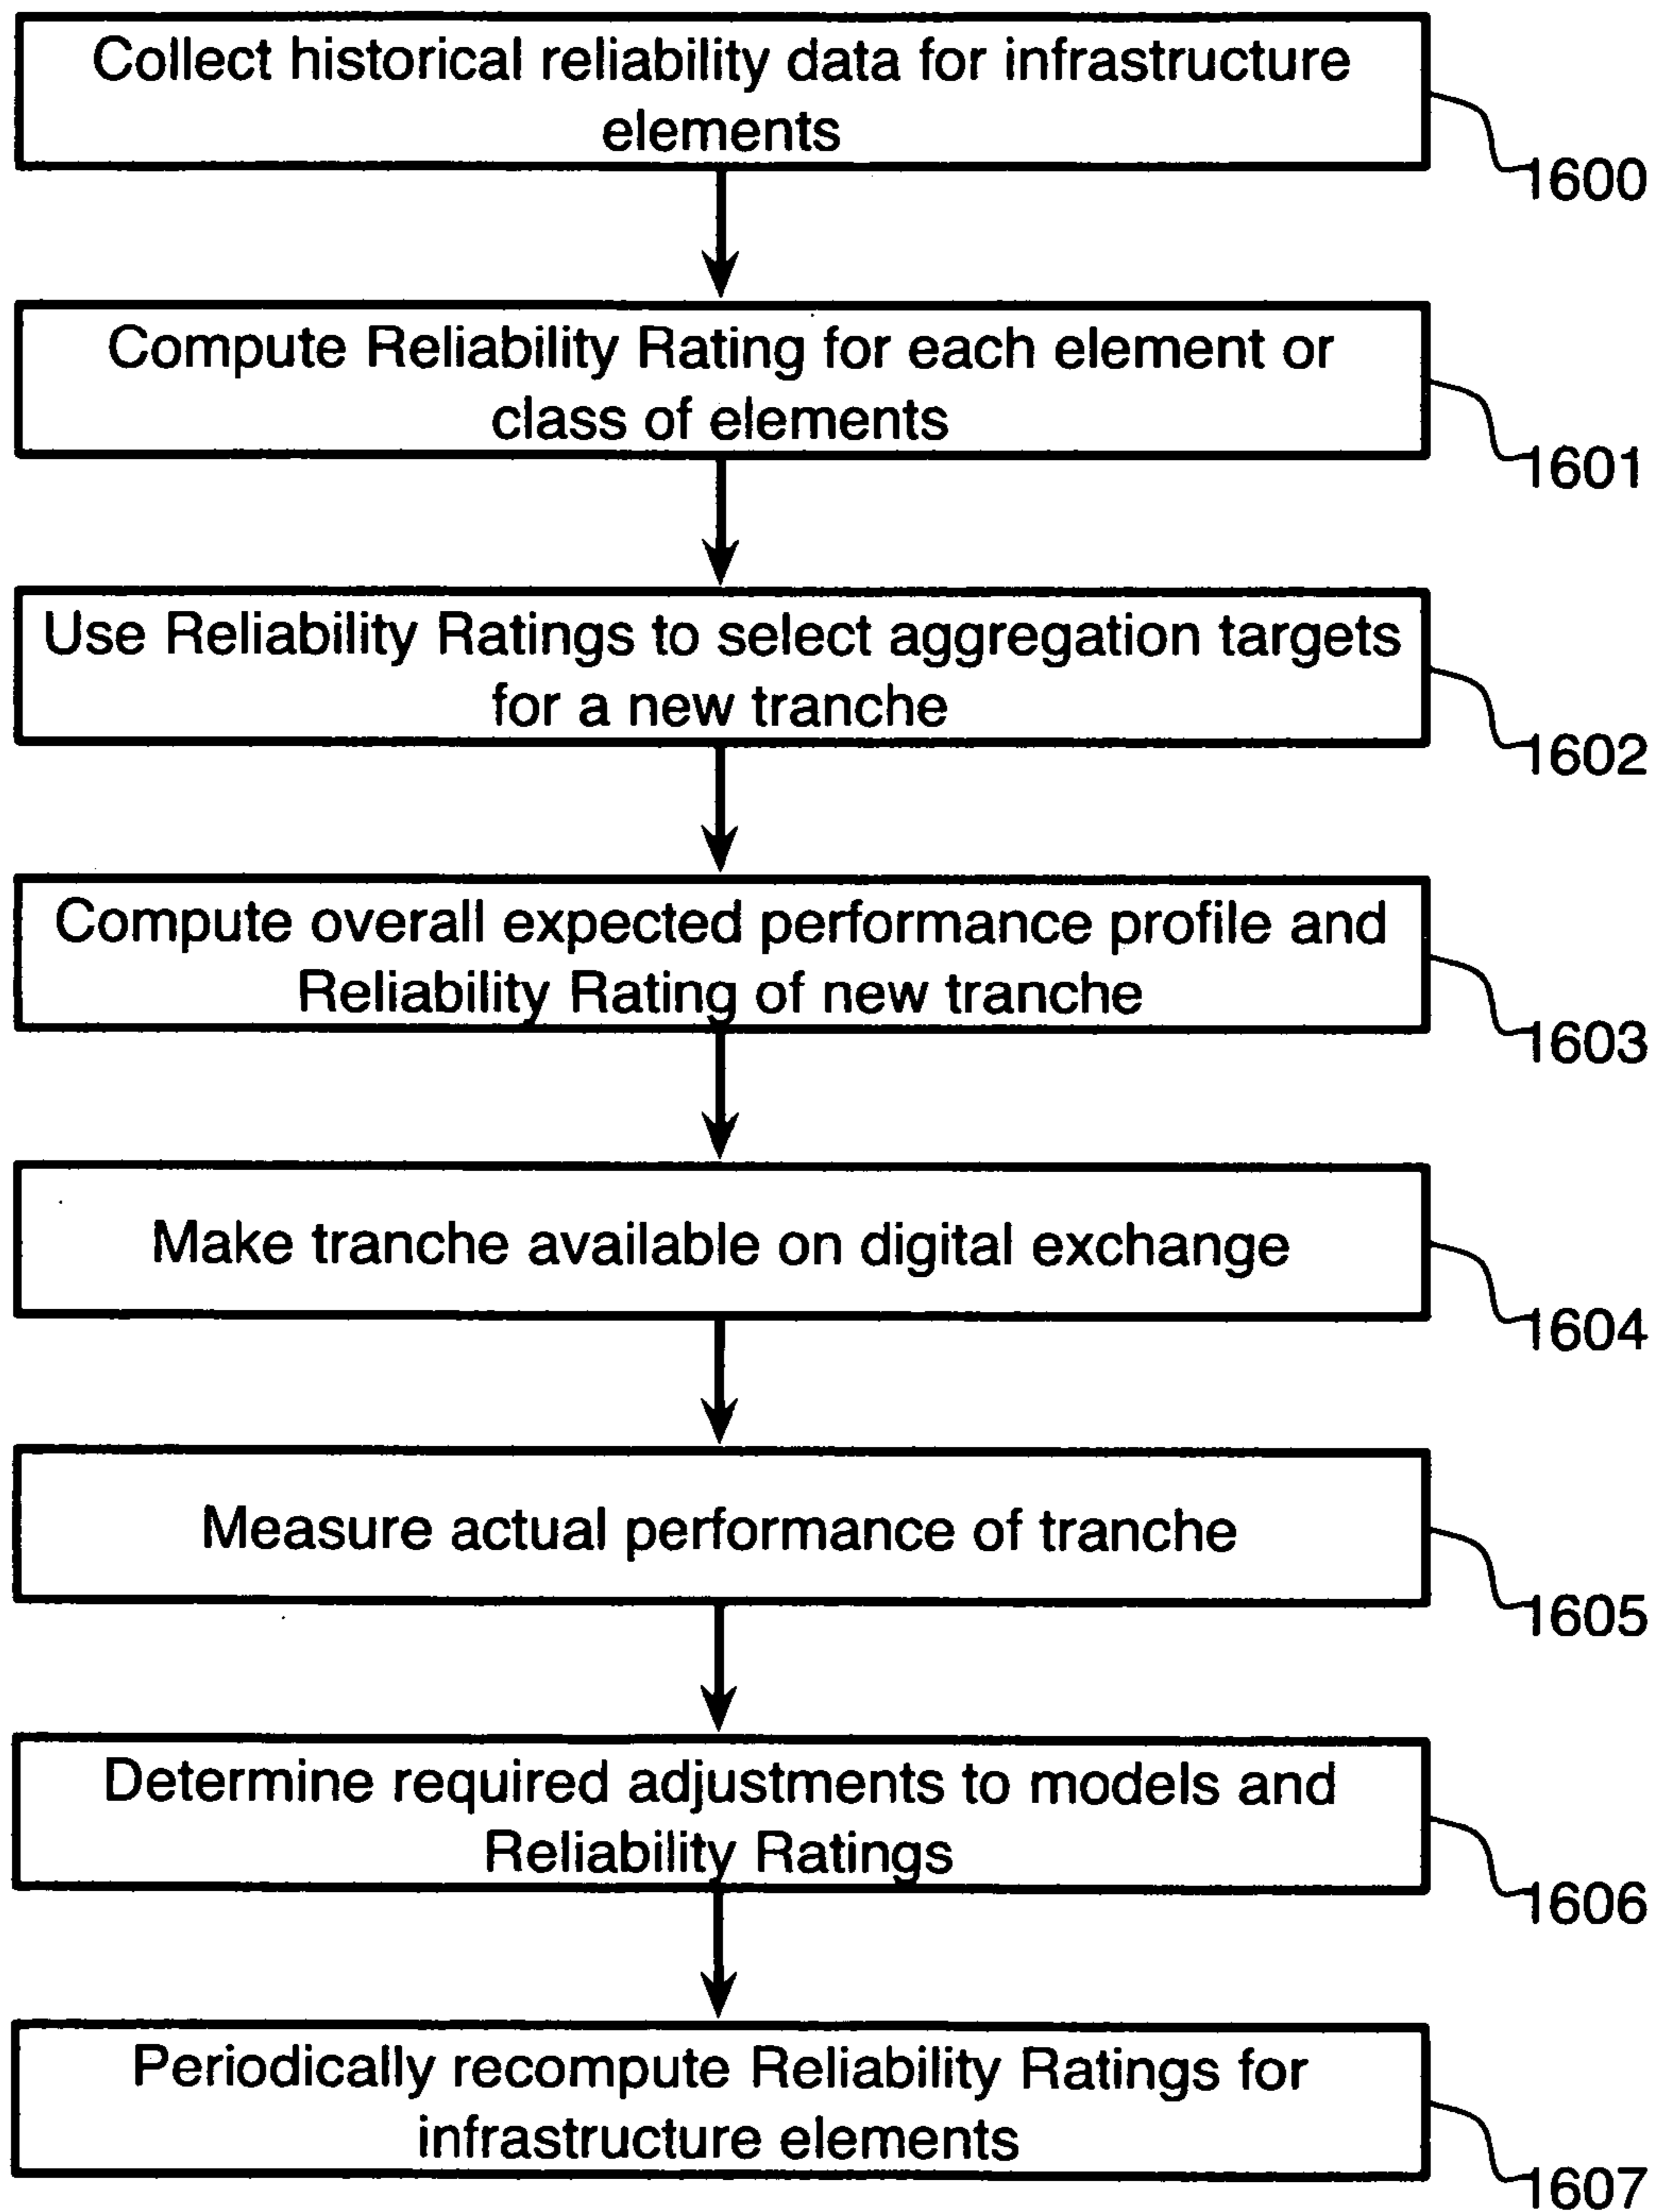 Collect historical reliability data for infrastructure
elements
1600
Compute Reliability Rating for each element or
class of elements
1601
Use Reliability Ratings to select aggregation targets
for a new tranche
1602
Compute overall expected performance profile and
Reliability Rating of new tranche
1603
Make tranche available on digital exchange
1604
Measure actual performance of tranche
1605
Determine required adjustments to models and
Reliability Ratings
1606
Periodically recompute Reliability Ratings for
infrastructure elements
1607